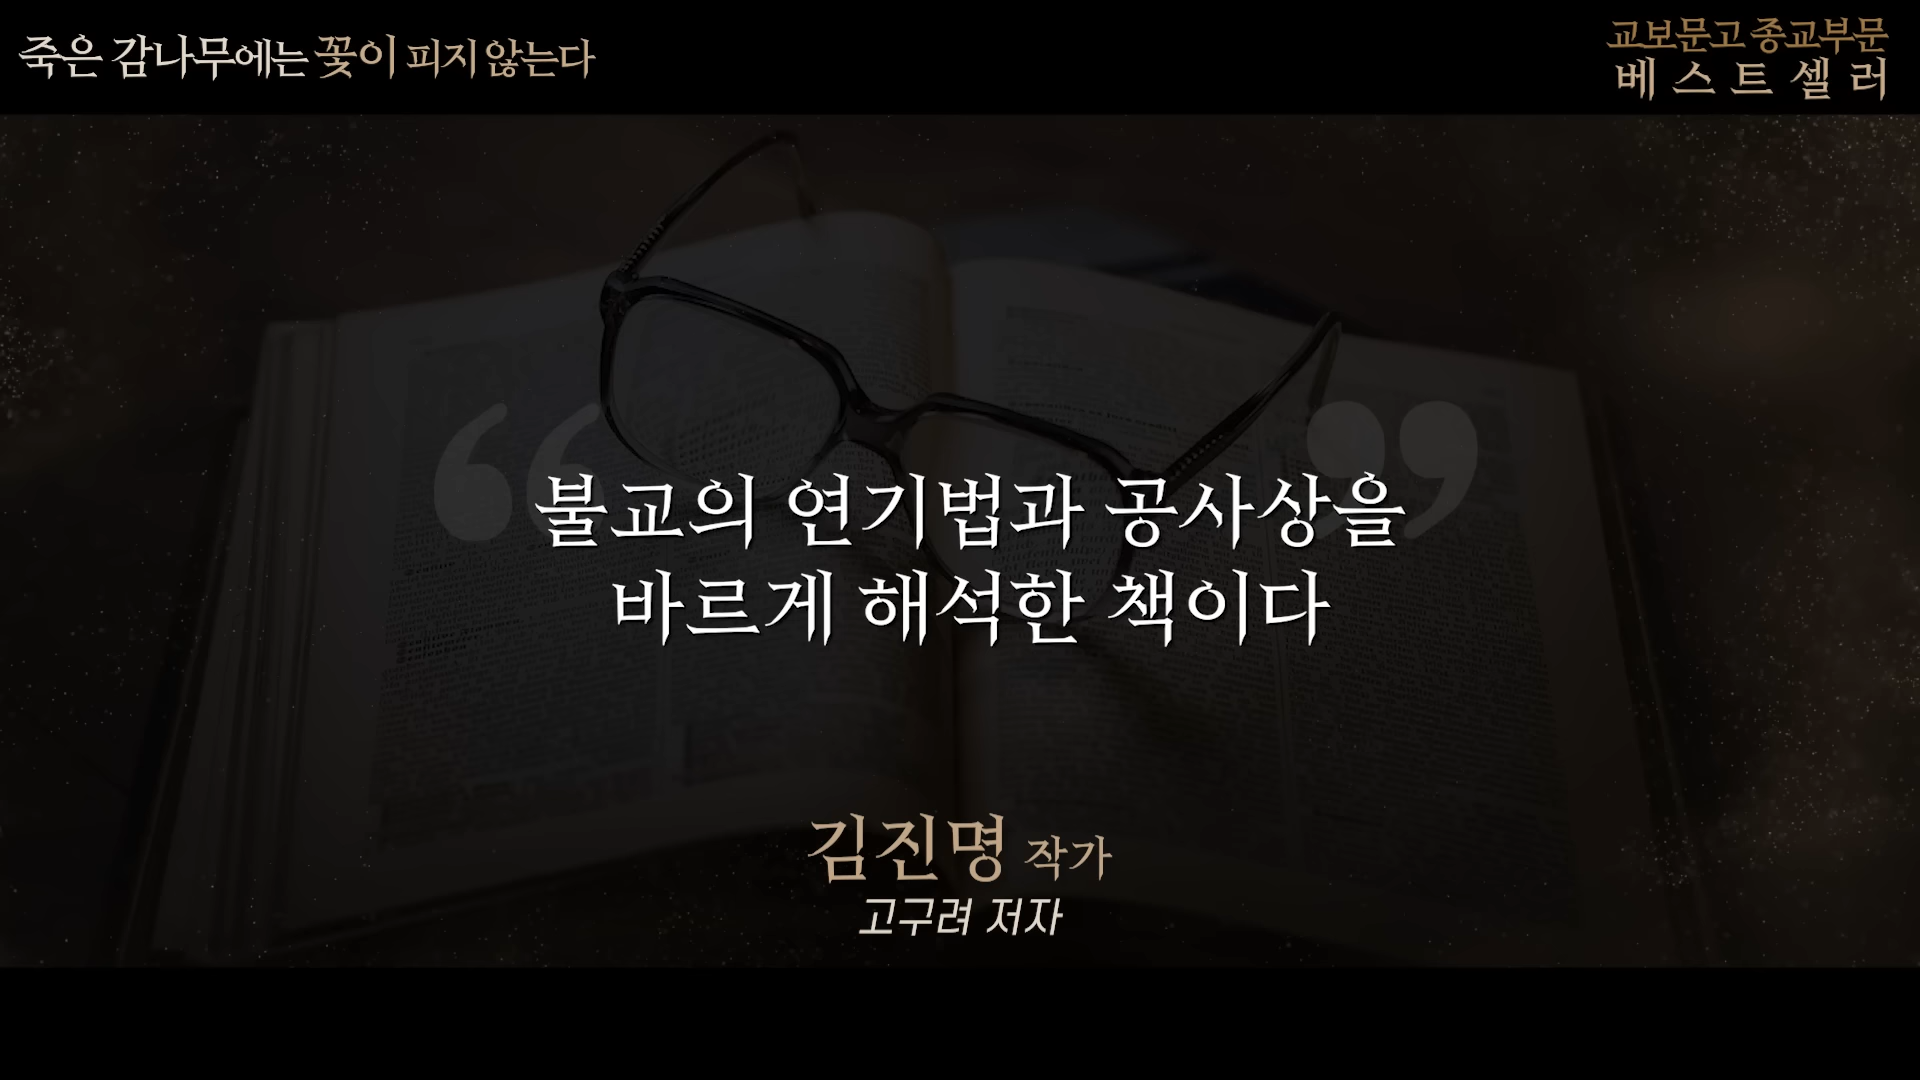 죽은 감나무에는 꽃이 피지 않는다
교보문고 종교부문
베스트셀러
“ ”
불교의 연기법과 공사상을
바르게 해석한 책이다
김진명 작가
고구려 저자